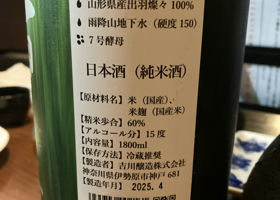 山形県産出羽燦々100%
雨降山地下水（硬度150）
7号酵母
日本酒（純米酒）
【原材料名】米（国産）、
米麹（国産米）
【精米歩合】60%
【アルコール分】15度
【内容量】1800ml
【保存方法】冷蔵推奨
【製造者】吉川醸造株式会社
神奈川県伊勢原市神戸681
【製造年月】2025.4